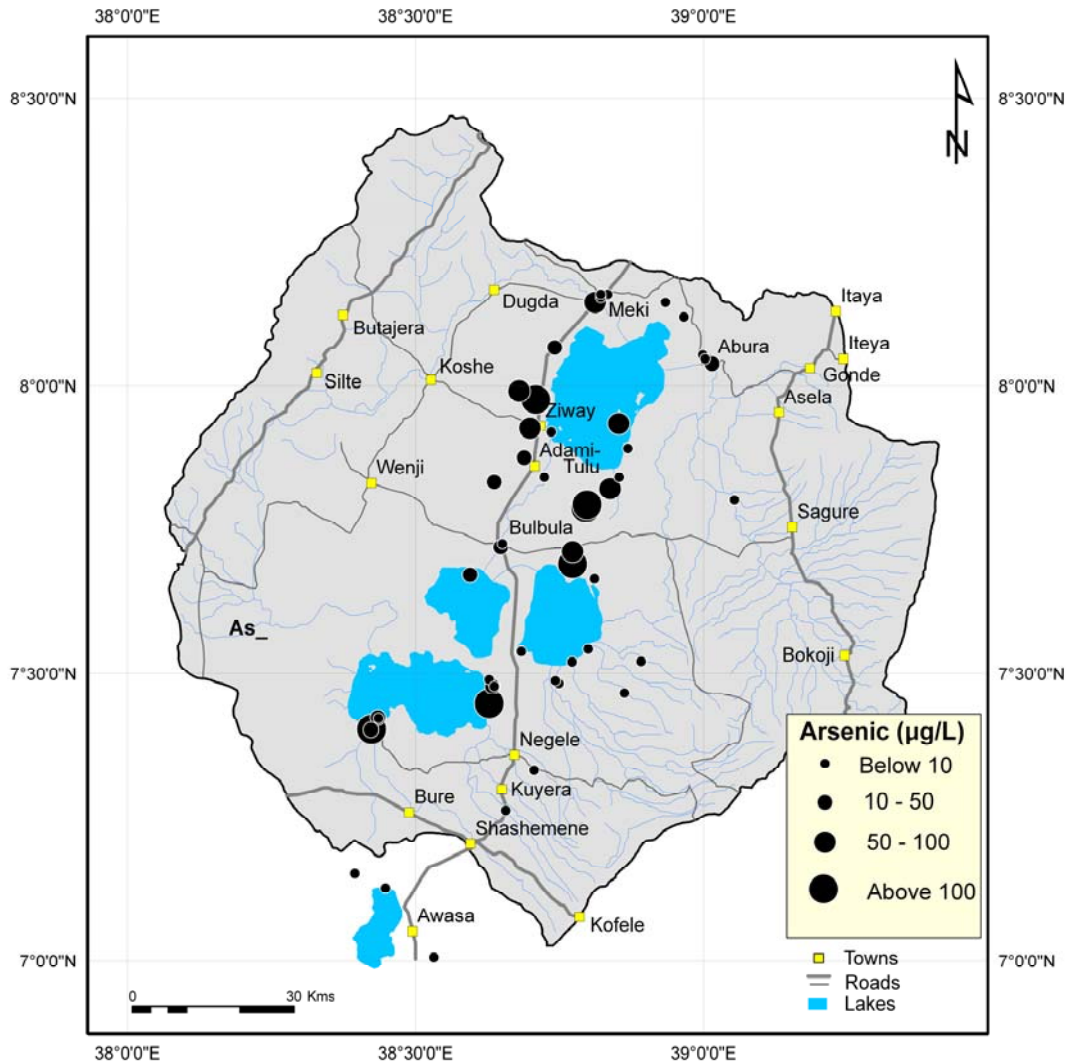 38°0'0"E 38°30'0"E 39°0'0"E
8°30'0"N 8°30'0"N
N
Itaya
Dugda
Meki
Butajera
Iteya
Abura
Koshe
Gonde
8°0'0"N 8°0'0"N
Silte
Asela
Ziway
Adami-
Tulu
Wenji
Sagure
Bulbula
As_
Bokoji
7°30'0"N 7°30'0"N
Arsenic (µg/L)
Below 10
10 - 50
50 - 100
Above 100
Negele
Kuyera
Bure
Shashemene
Awasa
Kofele
7°0'0"N 7°0'0"N
Towns
Roads
Lakes
0 30 Kms
38°0'0"E 38°30'0"E 39°0'0"E